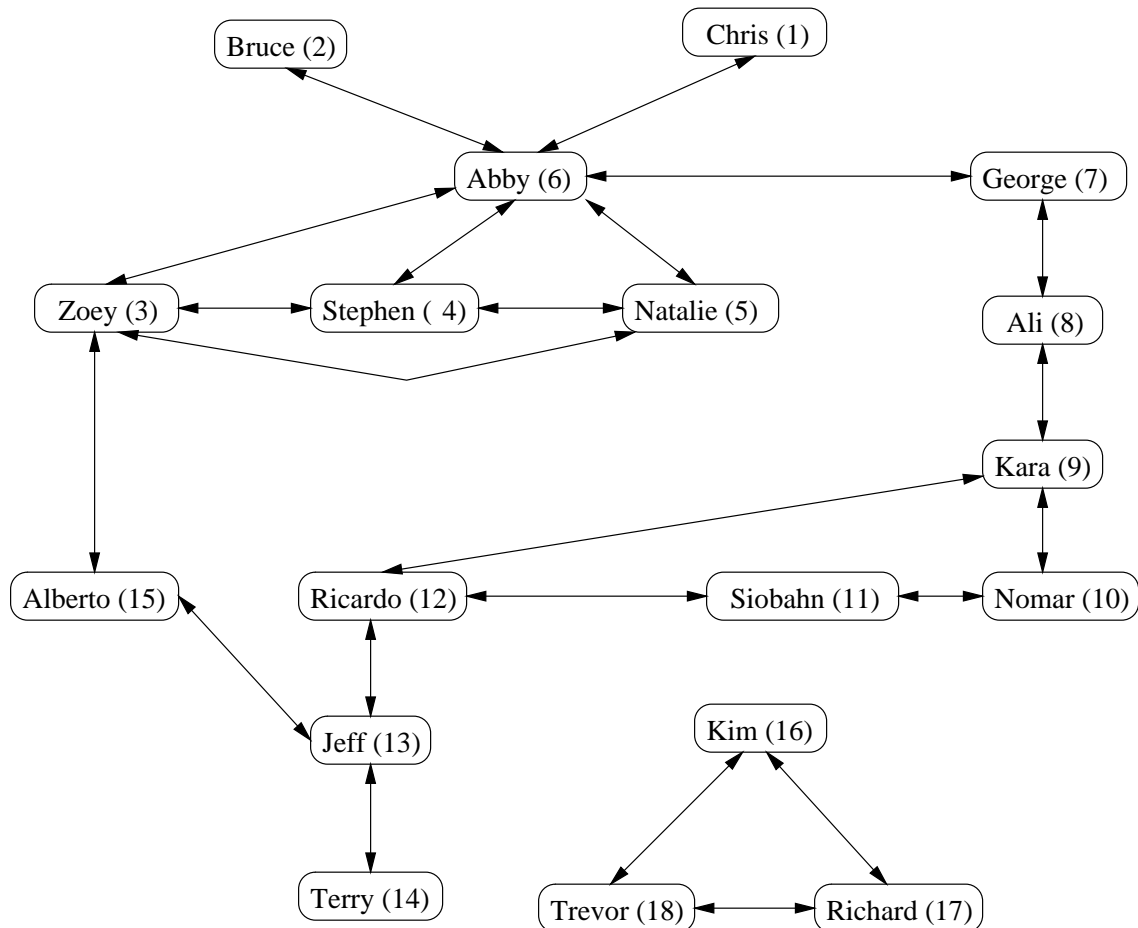 Bruce (2)
Chris (1)
Abby (6)
George (7)
Zoey (3)
Stephen ( 4)
Natalie (5)
Ali (8)
Kara (9)
Alberto (15)
Ricardo (12)
Siobahn (11)
Nomar (10)
Jeff (13)
Kim (16)
Terry (14)
Trevor (18)
Richard (17)